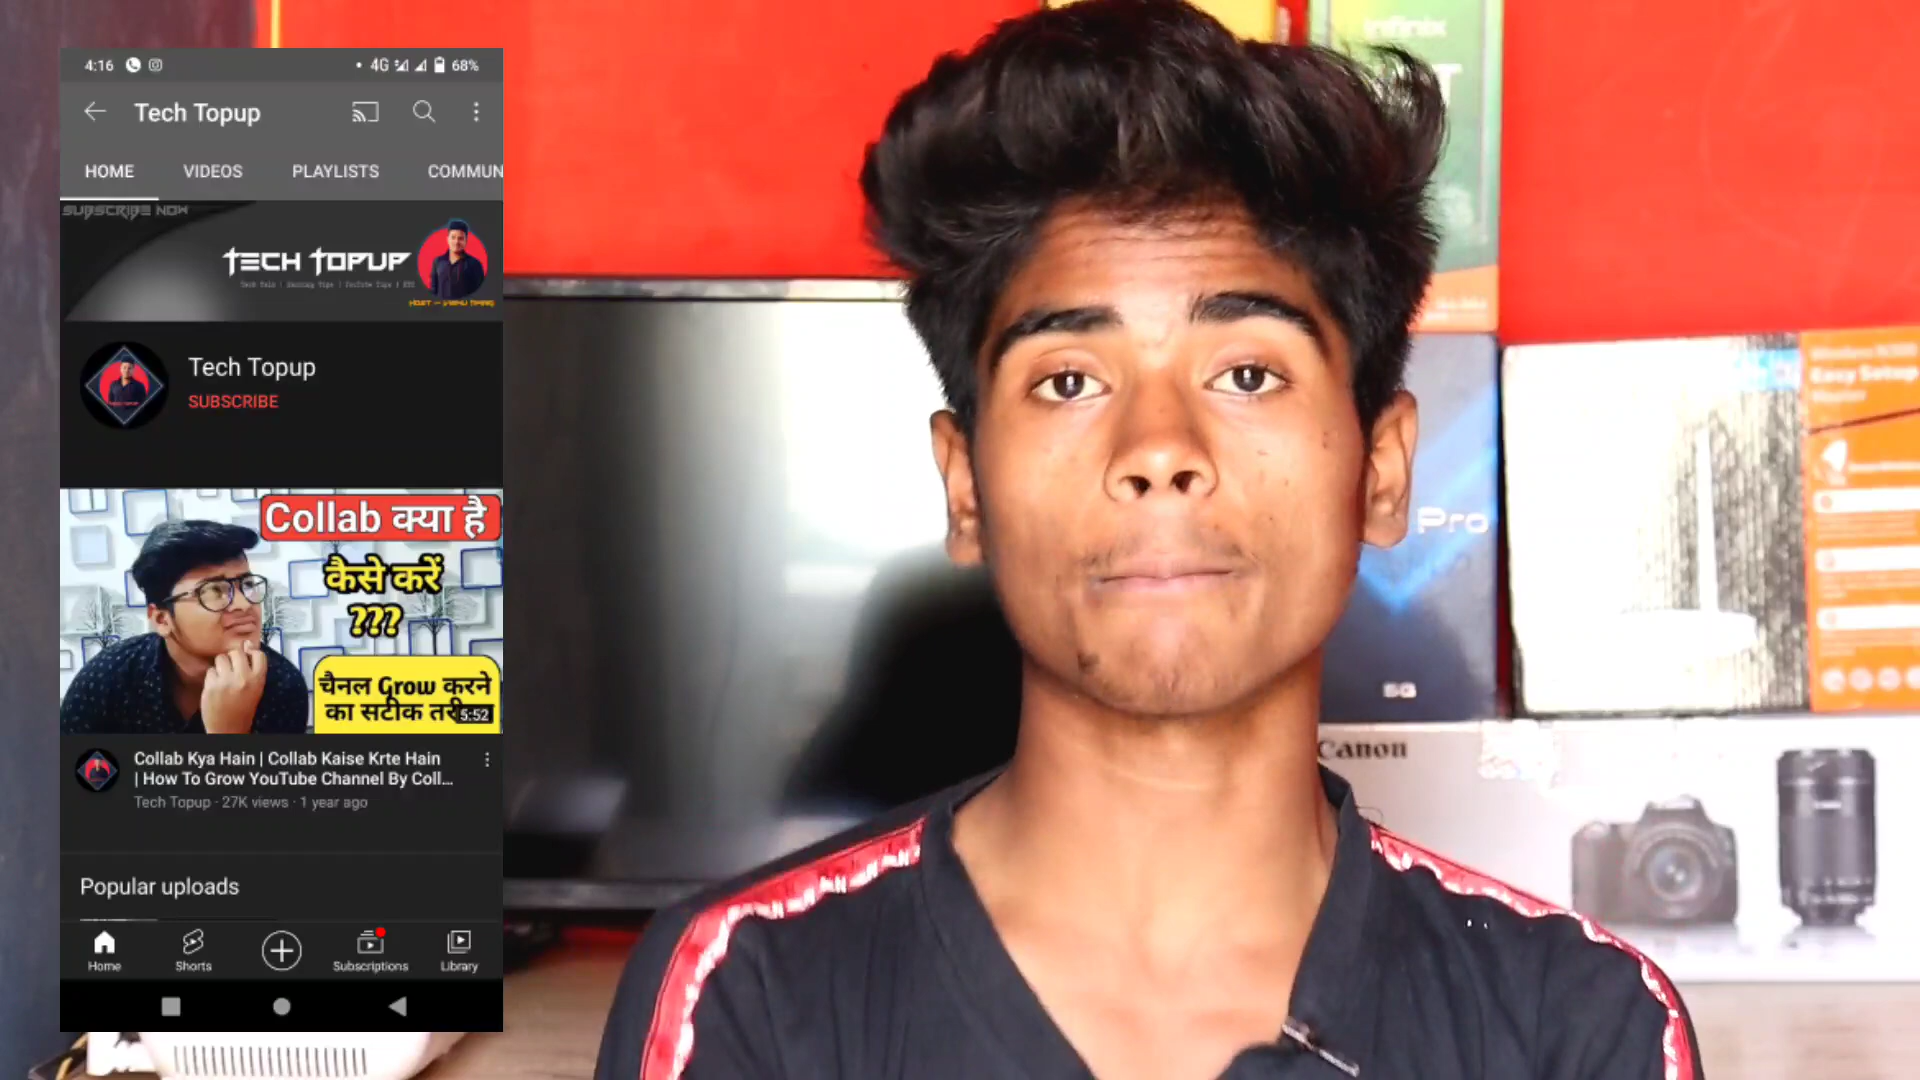 4:16
4G
68%
Tech Topup
HOME VIDEOS PLAYLISTS COMMUN
SUBSCRIBE NOW
TECH TOPUP
Tech Topup
SUBSCRIBE
Collab क्या है
कैसे करें
???
चैनल Grow करने
का सटीक तरी
5:52
Collab Kya Hain | Collab Kaise Krte Hain
| How To Grow YouTube Channel By Coll...
Tech Topup · 27K views · 1 year ago
Popular uploads
Home Shorts Subscriptions Library
Infinix
Pro
5G
Canon
Easy Setup